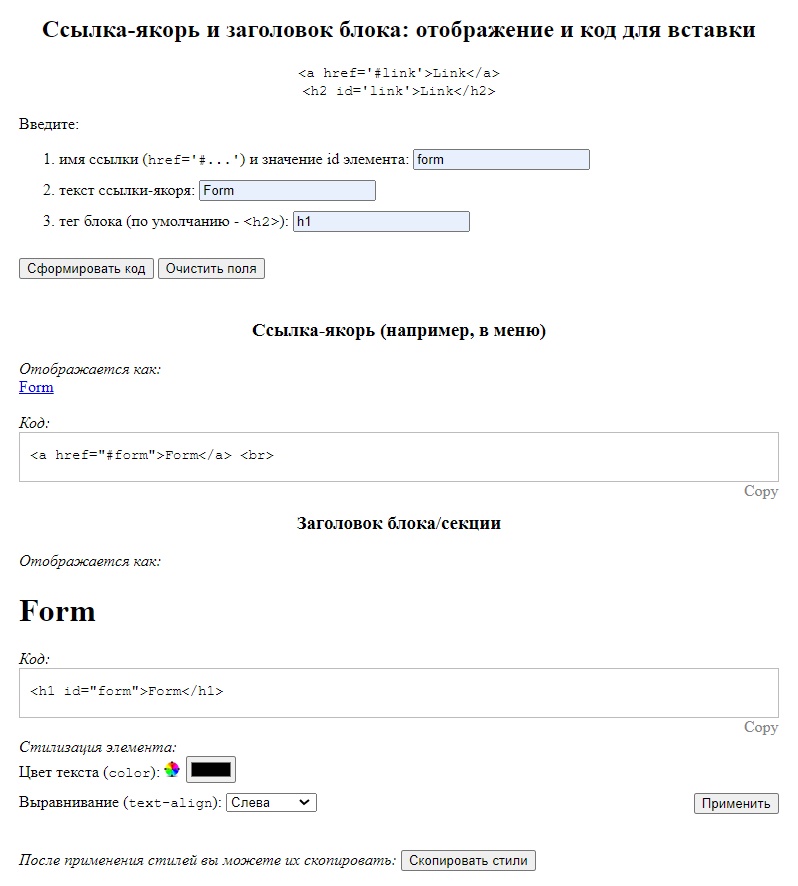 Ссылка-якорь и заголовок блока: отображение и код для вставки
<a href='#link'>Link</a>
<h2 id='link'>Link</h2>
Введите:
1. имя ссылки (href='#...') и значение id элемента: form
2. текст ссылки-якоря: Form
3. тег блока (по умолчанию - <h2>): h1
Сформировать код Очистить поля
Ссылка-якорь (например, в меню)
Отображается как:
Form
Код:
<a href="#form">Form</a> <br>
Copy
Заголовок блока/секции
Отображается как:
Form
Код:
<h1 id="form">Form</h1>
Copy
Стилизация элемента:
Цвет текста (color):
Выравнивание (text-align): Слева Применить
После применения стилей вы можете их скопировать: Скопировать стили